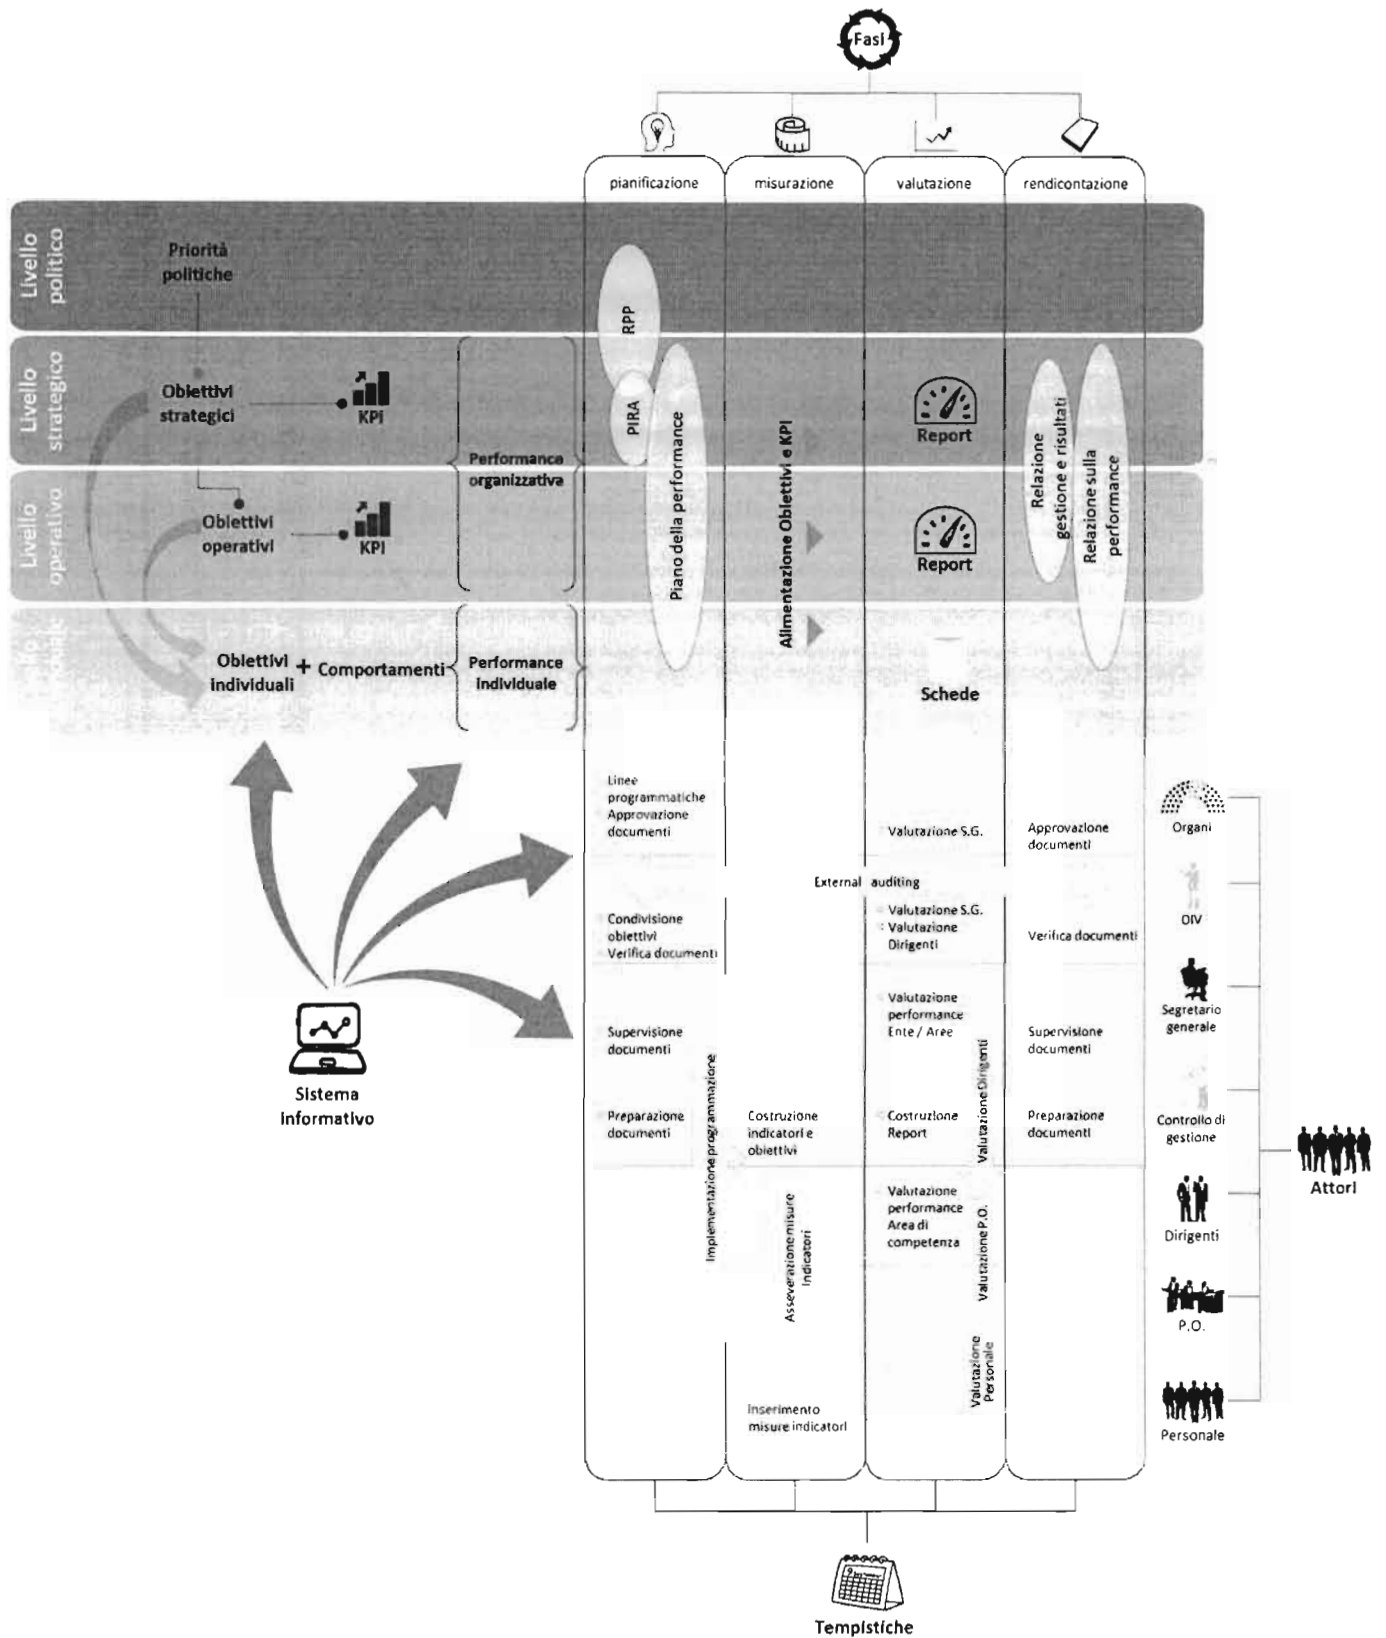 Fasi
pianificazione
misurazione
valutazione
rendicontazione
Livello
politico
Priorità
politiche
RPP
Livello
strategico
Obiettivi
strategici
KPI
PIRA
Report
Livello
operativo
Obiettivi
operativi
KPI
Performance
organizzativa
Piano della performance
Alimentazione Obiettivi e KPI
Report
Relazione
gestione e risultati
Relazione sulla
performance
Obiettivi
individuali
+
Comportamenti
Performance
individuale
Schede
Linee
programmatiche
Approvazione
documenti
Valutazione S.G.
Approvazione
documenti
Organi
External auditing
Condivisione
obiettivi
Verifica documenti
Valutazione S.G.
Valutazione
Dirigenti
Verifica documenti
OIV
Supervisione
documenti
Valutazione
performance
Ente / Aree
Supervisione
documenti
Segretario
generale
Preparazione
documenti
Implementazione programmazione
Costruzione
indicatori e
obiettivi
Costruzione
Report
Valutazione Dirigenti
Preparazione
documenti
Controllo di
gestione
Asseverazione misure
Indicatori
Valutazione
performance
Area di
competenza
Valutazione P.O.
Dirigenti
P.O.
Valutazione
Personale
Inserimento
misure indicatori
Personale
Attori
Sistema
informativo
Tempistiche